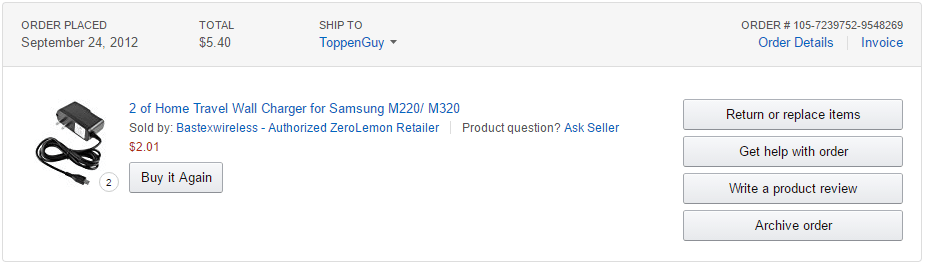 ORDER PLACED TOTAL SHIP TO ORDER # 105-7239752-9548269
September 24, 2012 $5.40 ToppenGuy Order Details Invoice
2 of Home Travel Wall Charger for Samsung M220/ M320
Sold by: Bastexwireless - Authorized ZeroLemon Retailer Product question? Ask Seller
$2.01
2
Buy it Again
Return or replace items
Get help with order
Write a product review
Archive order